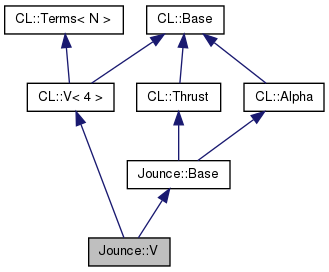 CL::Terms< N >
CL::Base
CL::V< 4 >
CL::Thrust
CL::Alpha
Jounce::Base
Jounce::V